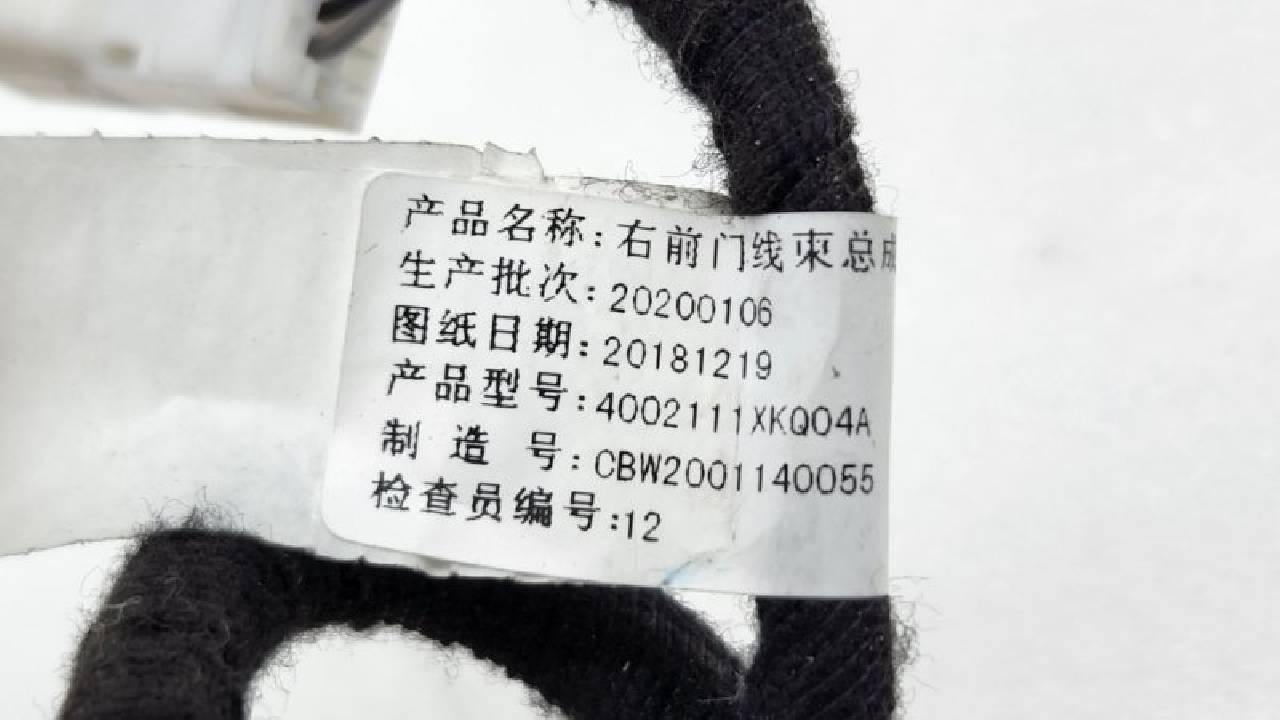 产品名称:右前门线束总成
生产批次:20200106
图纸日期:20181219
产品型号:4002111XKQ04A
制 造 号:CBW2001140055
检查员编号:12